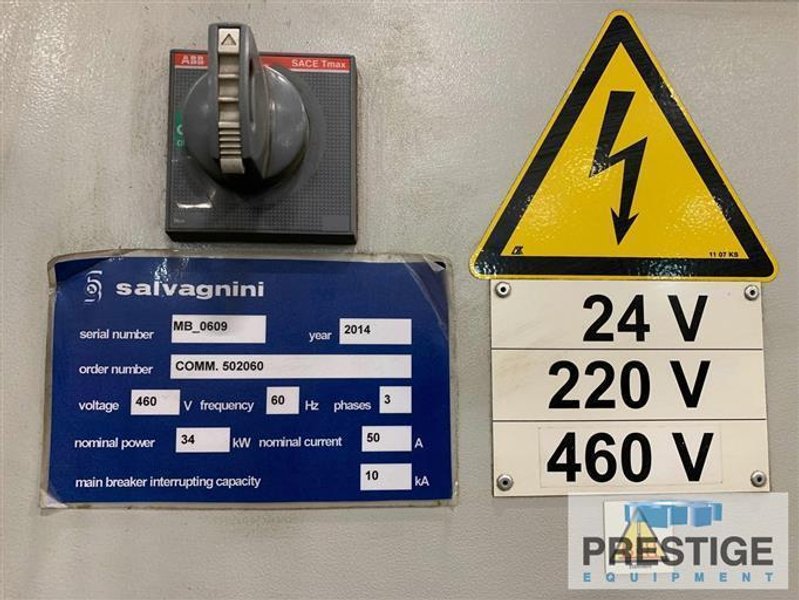 ABB
SACE Tmax
salvagnini
serial number MB_0609 year 2014
order number COMM. 502060
voltage 460 V frequency 60 Hz phases 3
nominal power 34 kW nominal current 50 A
main breaker interrupting capacity 10 kA
11 07 KS
24 V
220 V
460 V
PRESTIGE
EQUIPMENT